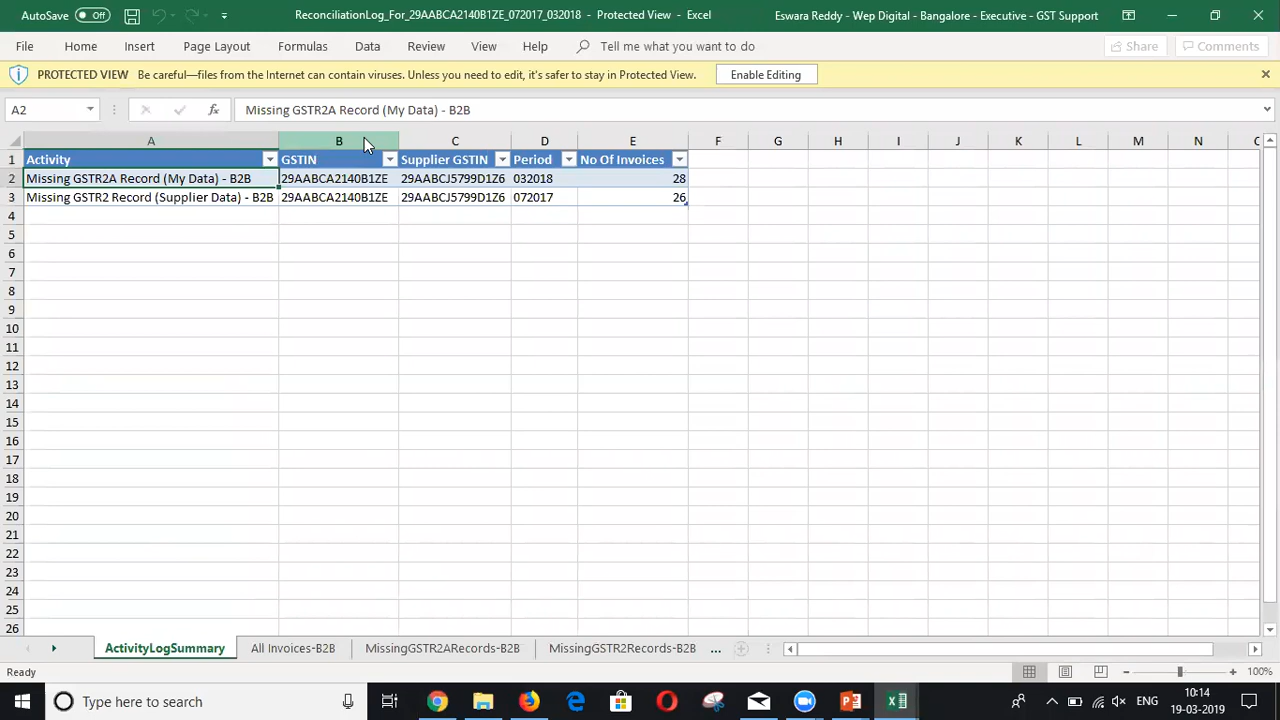 AutoSave Off ReconciliationLog_For_29AABCA2140B1ZE_072017_032018 - Protected View - Excel Eswara Reddy - Wep Digital - Bangalore - Executive - GST Support
File Home Insert Page Layout Formulas Data Review View Help Tell me what you want to do Share Comments
PROTECTED VIEW Be careful—files from the Internet can contain viruses. Unless you need to edit, it's safer to stay in Protected View. Enable Editing
A2 fx Missing GSTR2A Record (My Data) - B2B
A B C D E F G H I J K L M N C
1 Activity GSTIN Supplier GSTIN Period No Of Invoices
2 Missing GSTR2A Record (My Data) - B2B 29AABCA2140B1ZE 29AABCJ5799D1Z6 032018 28
3 Missing GSTR2 Record (Supplier Data) - B2B 29AABCA2140B1ZE 29AABCJ5799D1Z6 072017 26
4
5
6
7
8
9
10
11
12
13
14
15
16
17
18
19
20
21
22
23
24
25
26
ActivityLogSummary All Invoices-B2B MissingGSTR2ARecords-B2B MissingGSTR2Records-B2B ...
Ready 100%
Type here to search ENG 10:14
19-03-2019